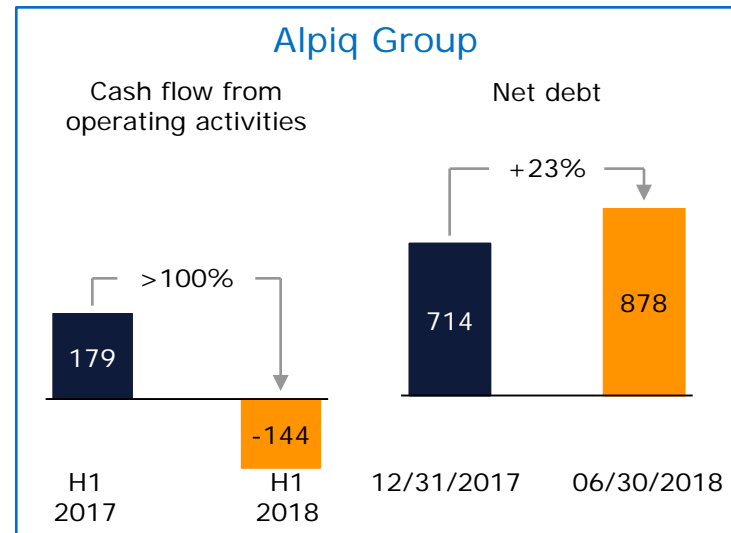 Alpiq Group
Cash flow from
operating activities
>100%
179
-144
H1
2017
H1
2018
Net debt
+23%
714
878
12/31/2017
06/30/2018